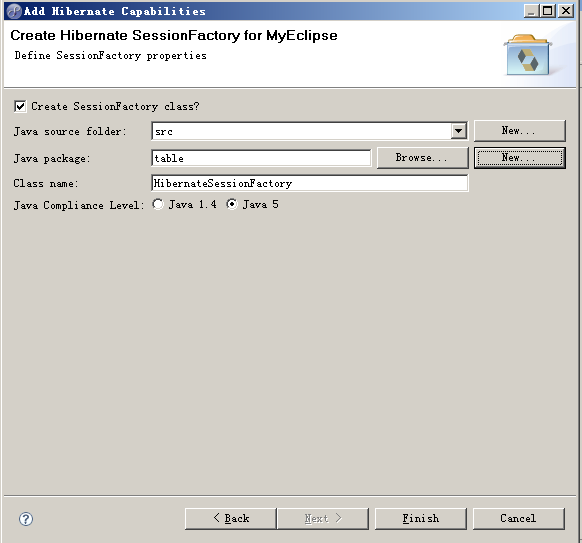 Add Hibernate Capabilities
Create Hibernate SessionFactory for MyEclipse
Define SessionFactory properties
Create SessionFactory class?
Java source folder: src New...
Java package: table Browse... New...
Class name: HibernateSessionFactory
Java Compliance Level: Java 1.4 Java 5
? < Back Next > Finish Cancel